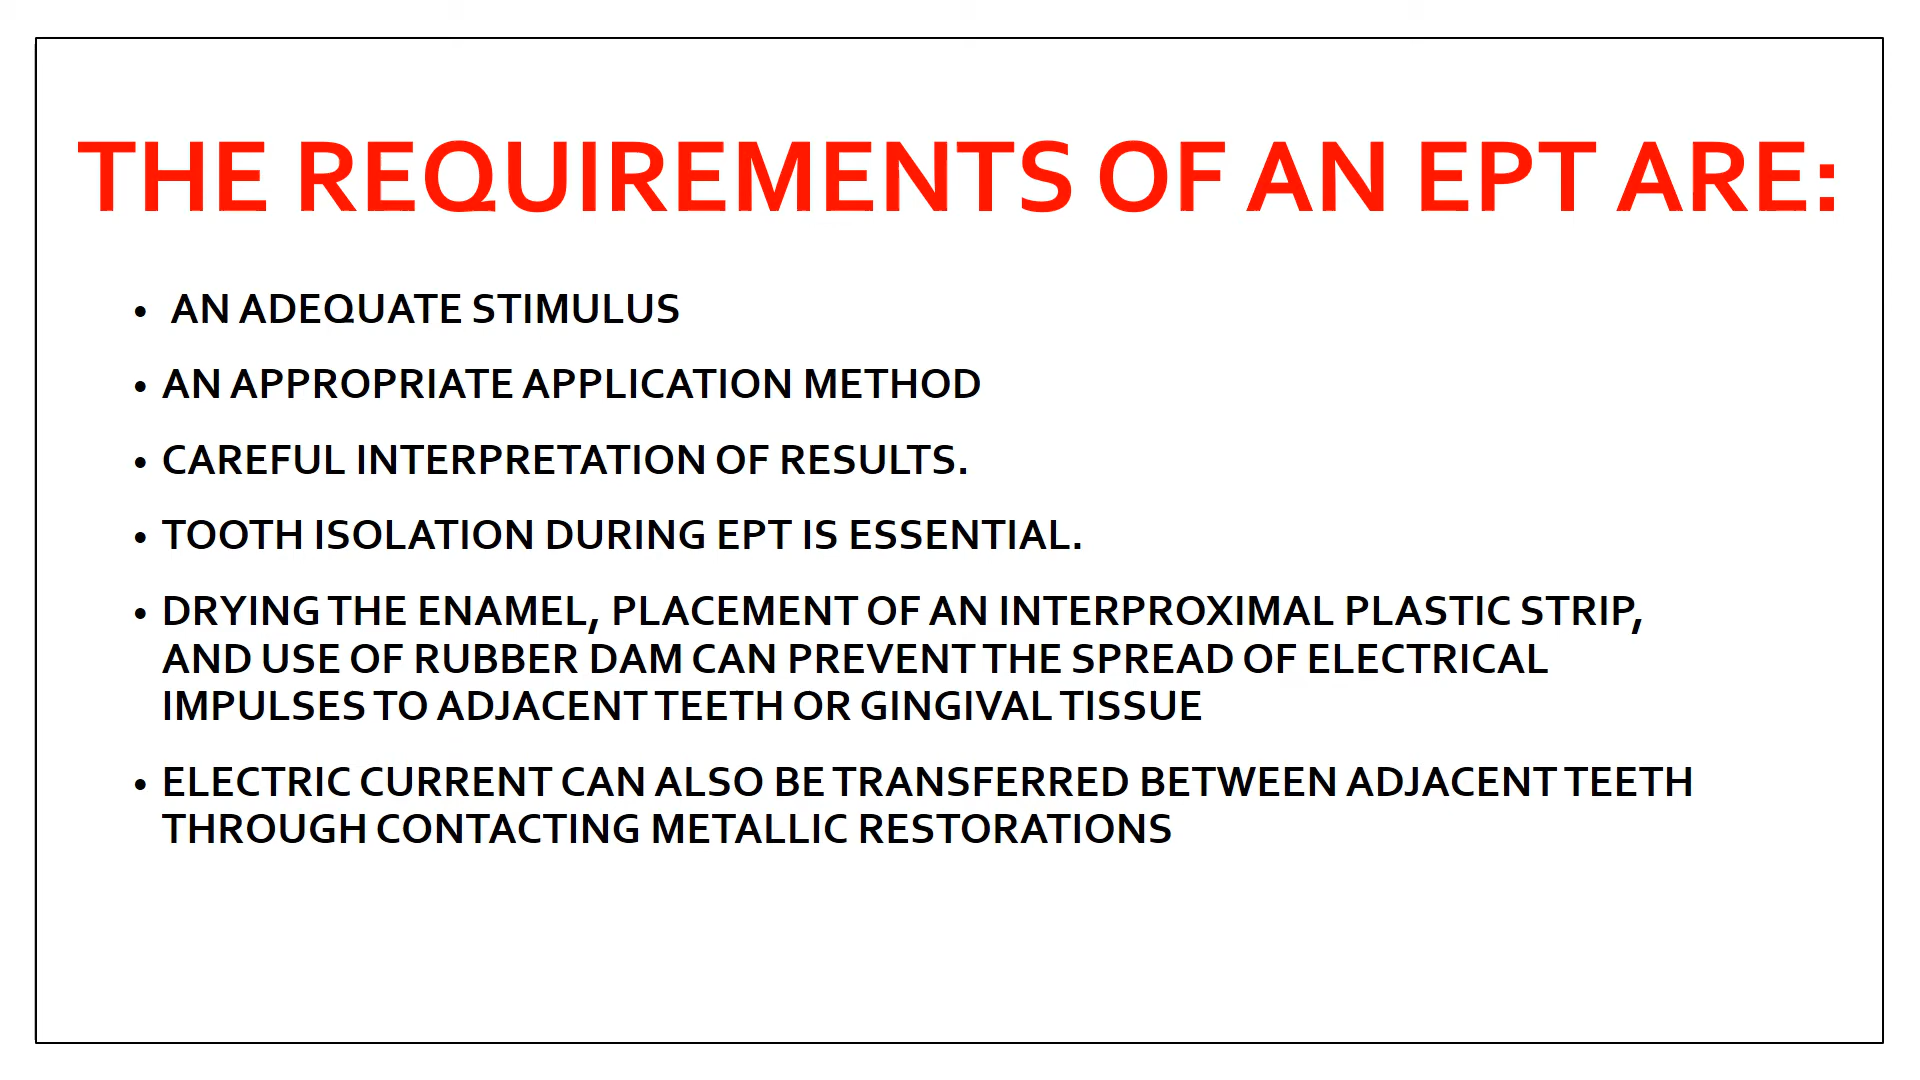 THE REQUIREMENTS OF AN EPT ARE:
• AN ADEQUATE STIMULUS
• AN APPROPRIATE APPLICATION METHOD
• CAREFUL INTERPRETATION OF RESULTS.
• TOOTH ISOLATION DURING EPT IS ESSENTIAL.
• DRYING THE ENAMEL, PLACEMENT OF AN INTERPROXIMAL PLASTIC STRIP,
AND USE OF RUBBER DAM CAN PREVENT THE SPREAD OF ELECTRICAL
IMPULSES TO ADJACENT TEETH OR GINGIVAL TISSUE
• ELECTRIC CURRENT CAN ALSO BE TRANSFERRED BETWEEN ADJACENT TEETH
THROUGH CONTACTING METALLIC RESTORATIONS